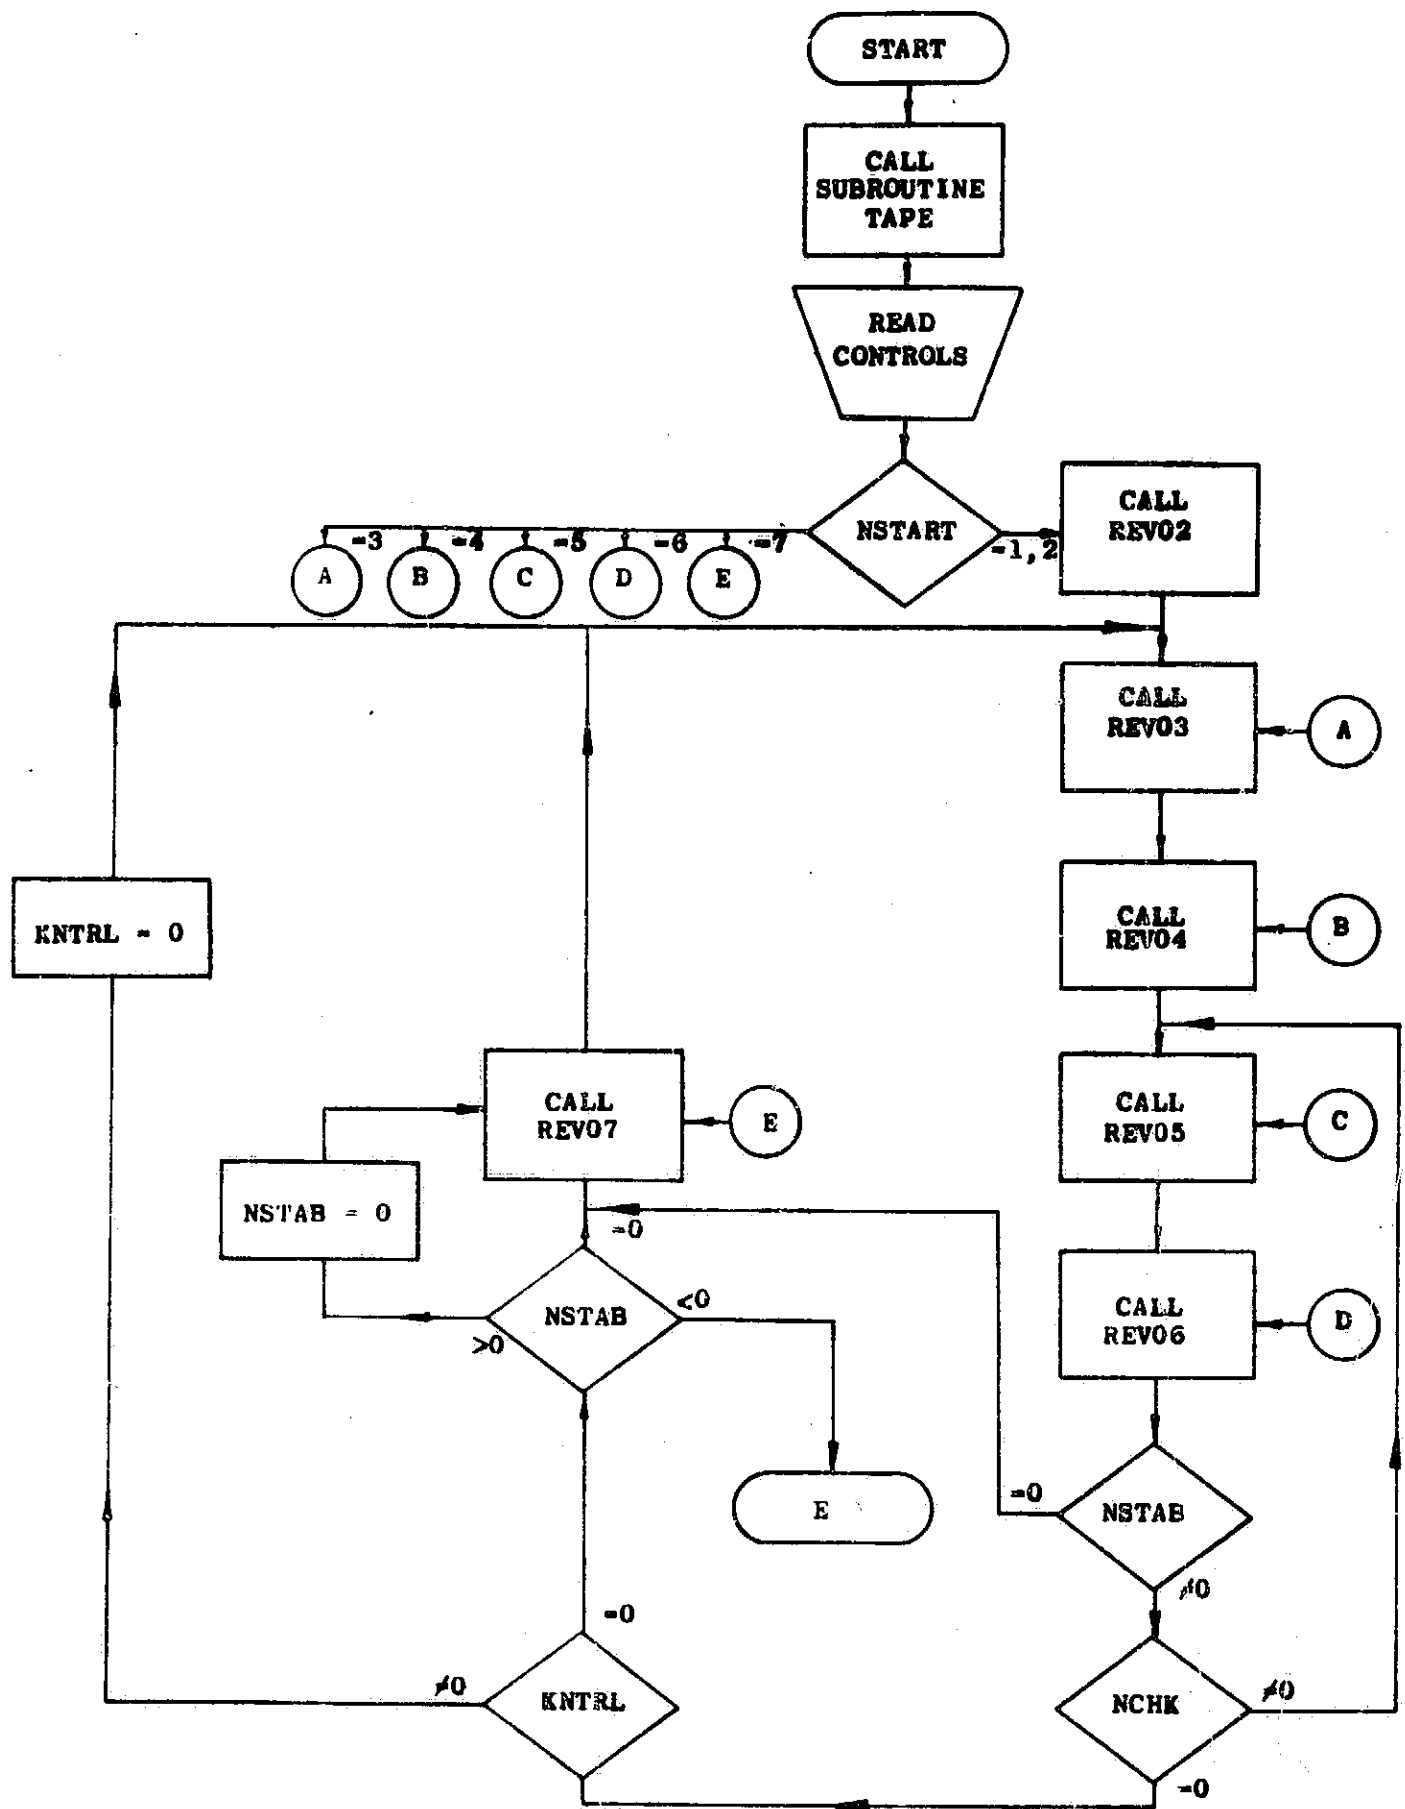 START
CALL
SUBROUTINE
TAPE
READ
CONTROLS
NSTART
=1,2
CALL
REV02
=3
=4
=5
=6
=7
A
B
C
D
E
CALL
REV03
A
KNTRL = 0
CALL
REV04
B
CALL
REV07
E
CALL
REV05
C
NSTAB = 0
=0
NSTAB
<0
>0
CALL
REV06
D
E
=0
NSTAB
≠0
=0
≠0
KNTRL
NCHK
≠0
=0